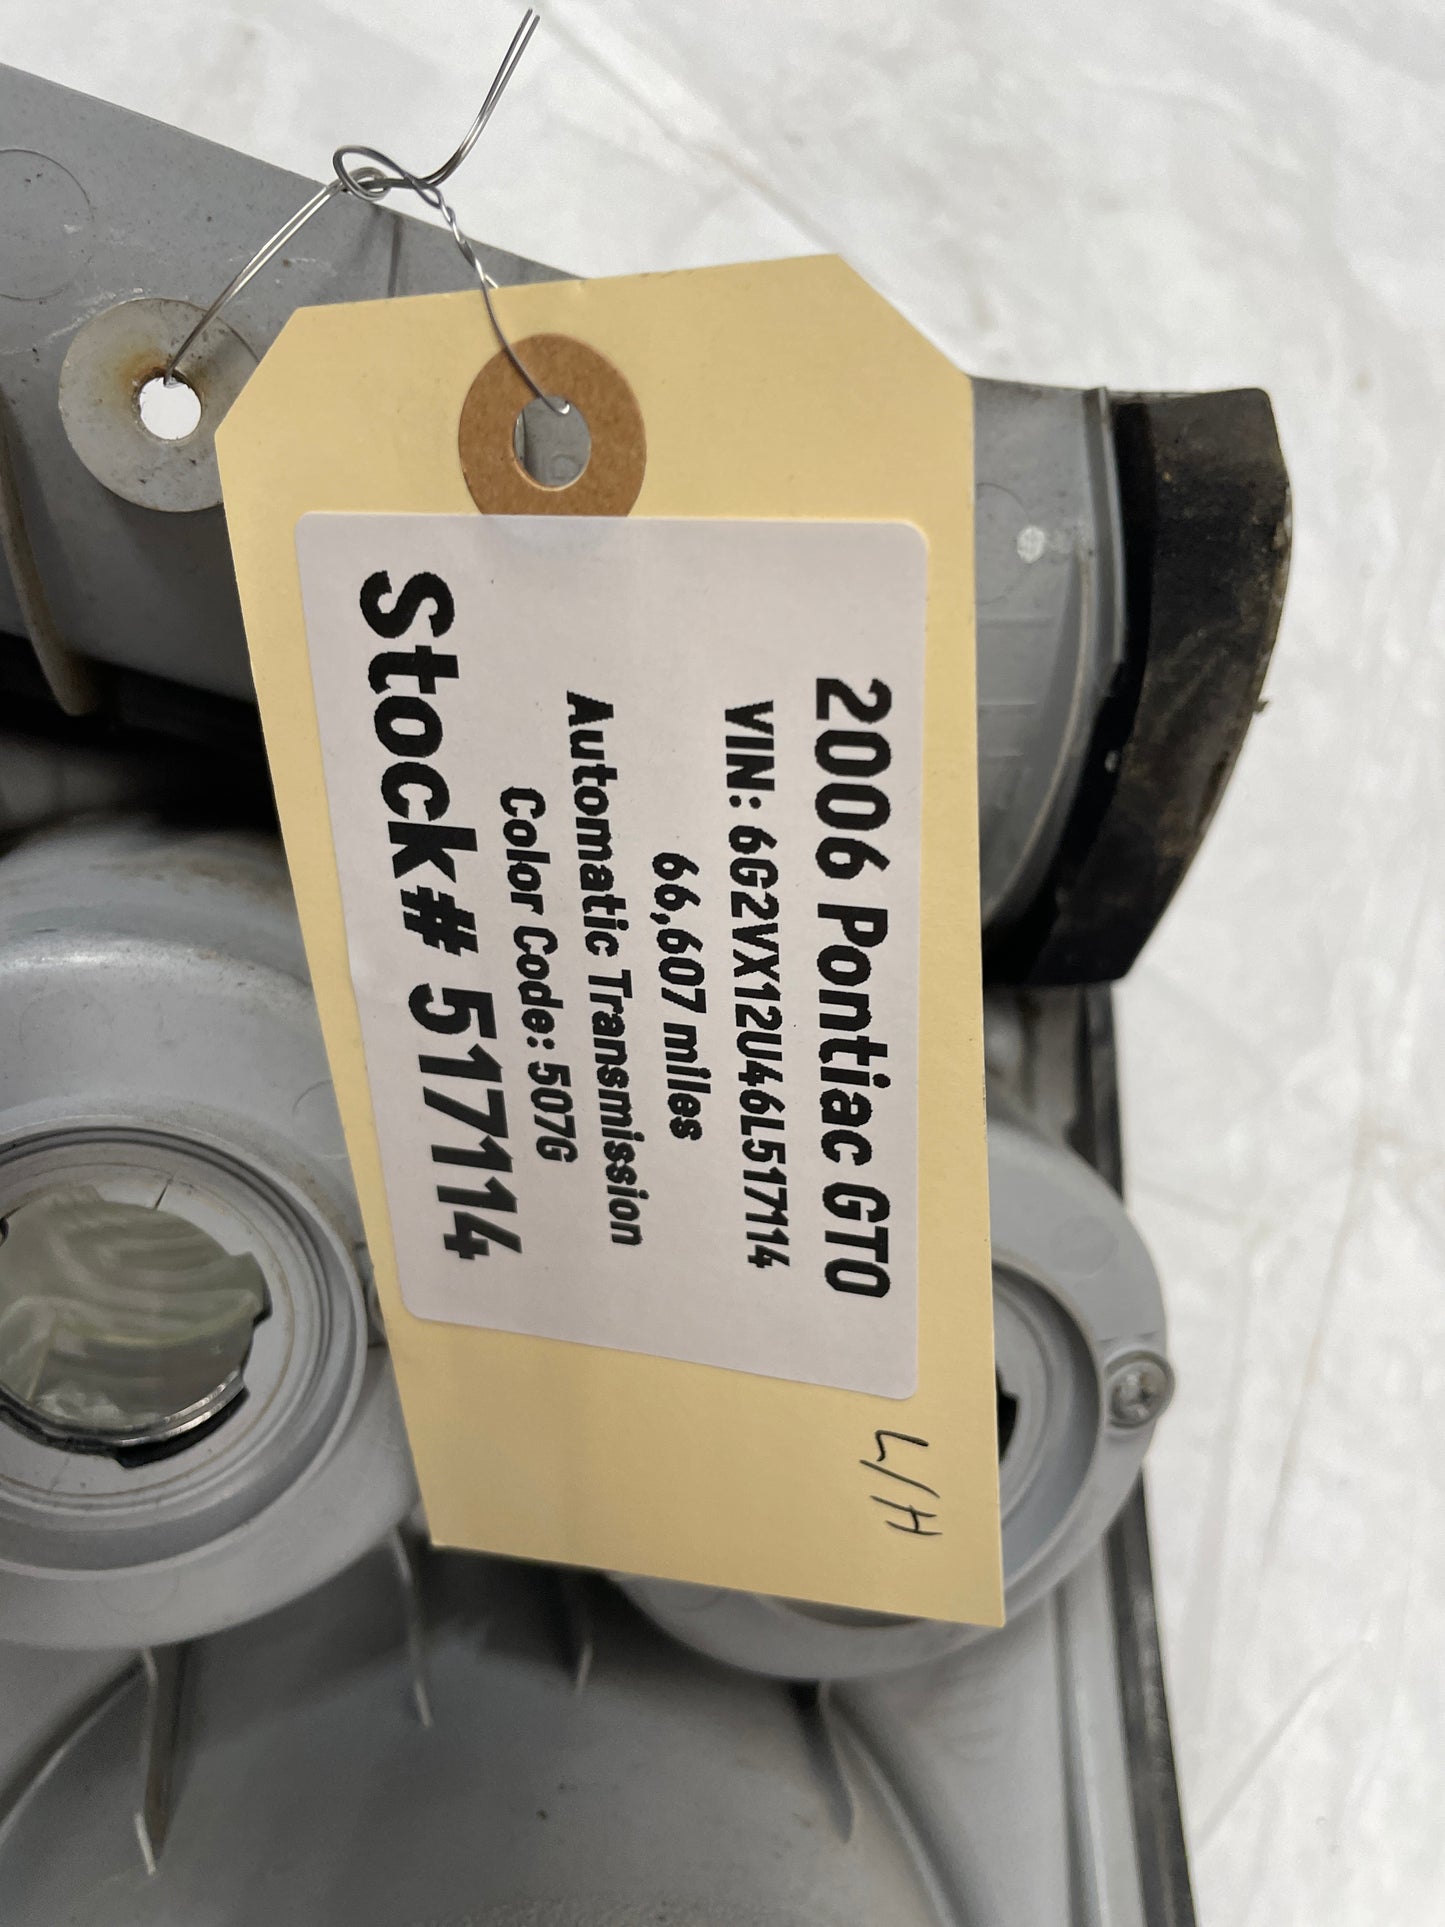 2006 Pontiac GTO
VIN: 6G2VX12U46L517114
66,607 miles
Automatic Transmission
Color Code: 507G
Stock# 517114
L/H